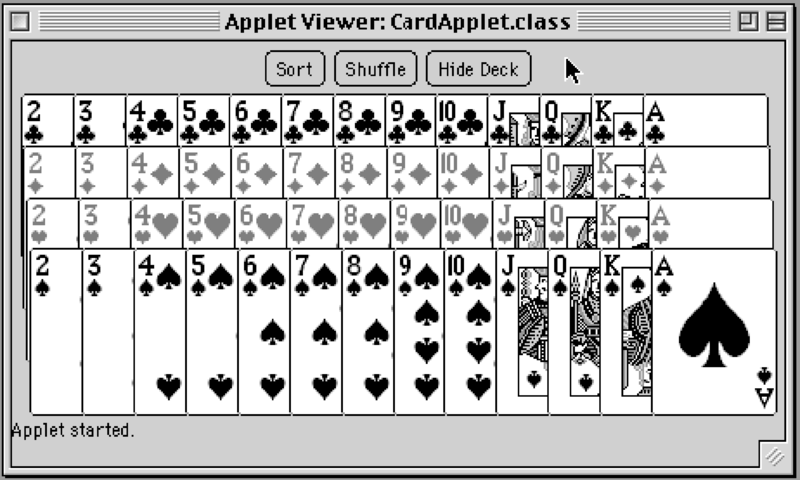 Applet Viewer: CardApplet.class
Sort Shuffle Hide Deck
2 3 4 5 6 7 8 9 10 J Q K A
2 3 4 5 6 7 8 9 10 J Q K A
2 3 4 5 6 7 8 9 10 J Q K A
2 3 4 5 6 7 8 9 10 J Q K A
A
Applet started.